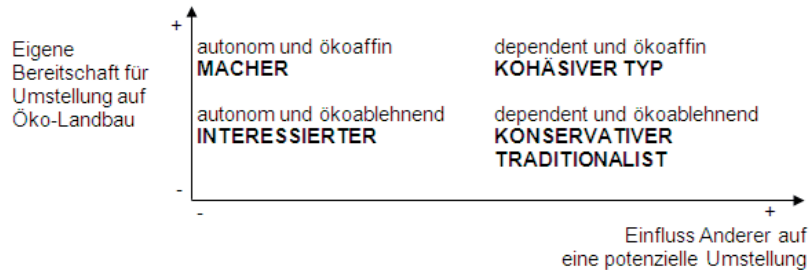 +
Eigene
Bereitschaft für
Umstellung auf
Öko-Landbau
autonom und ökoaffin
MACHER
dependent und ökoaffin
KOHÄSIVER TYP
autonom und ökoablehnend
INTERESSIERTER
dependent und ökoablehnend
KONSERVATIVER
TRADITIONALIST
-
-
+
Einfluss Anderer auf
eine potenzielle Umstellung